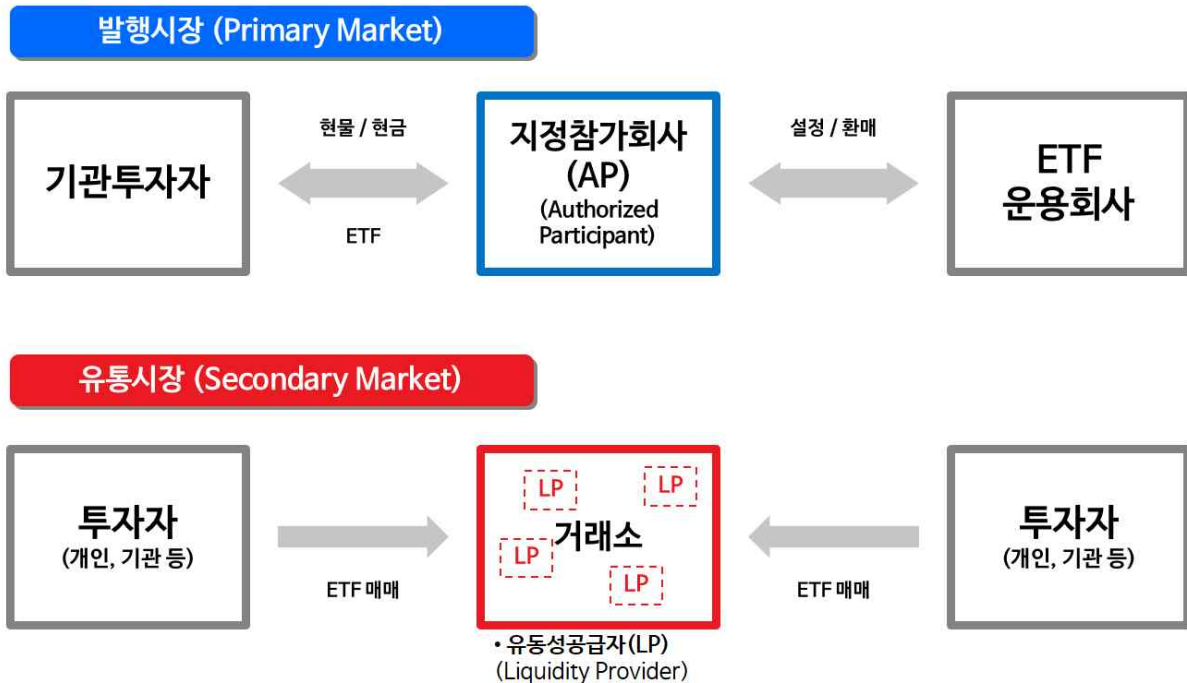 발행시장 (Primary Market)
기관투자자
현물 / 현금
ETF
지정참가회사
(AP)
(Authorized
Participant)
설정 / 환매
ETF
운용회사
유통시장 (Secondary Market)
투자자
(개인, 기관 등)
ETF 매매
LP
LP
거래소
LP
LP
• 유동성공급자(LP)
(Liquidity Provider)
ETF 매매
투자자
(개인, 기관 등)